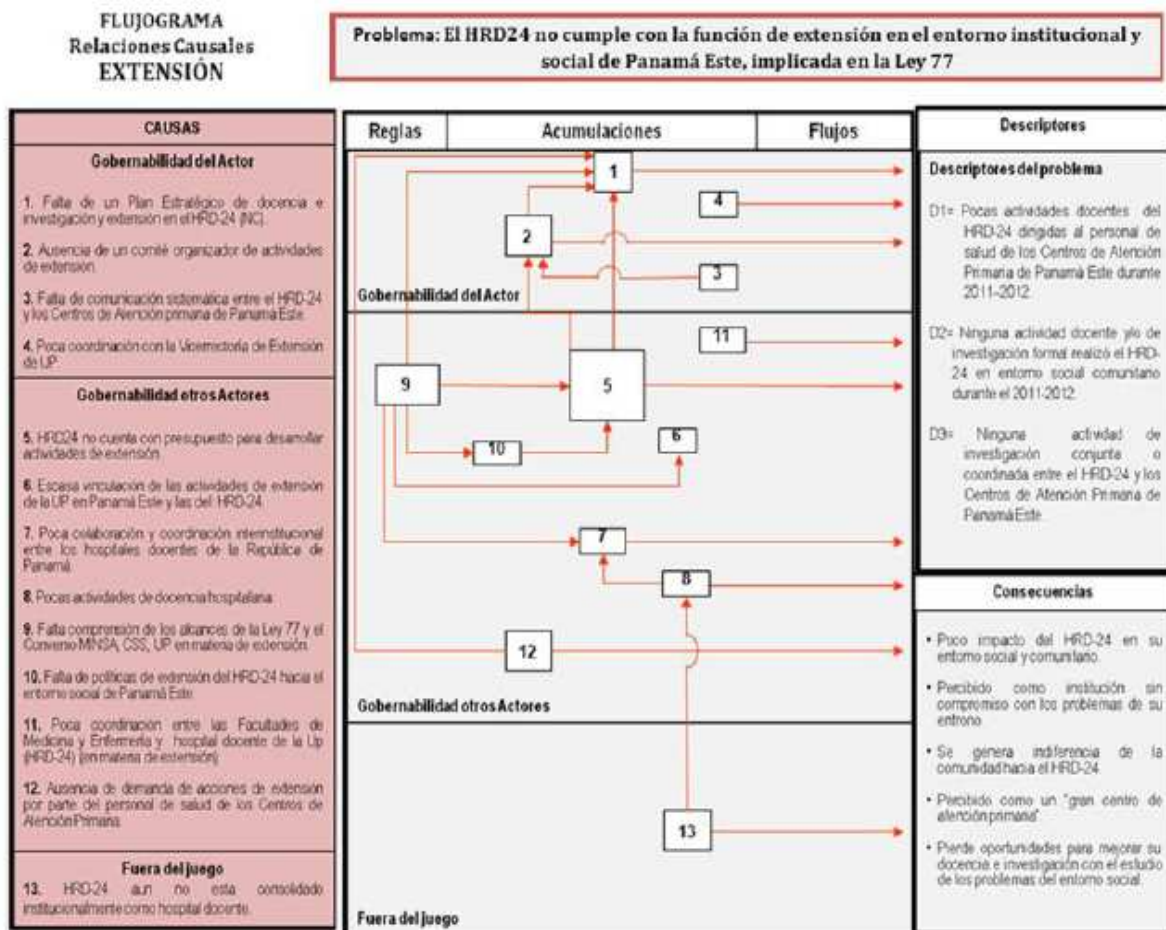 FLUJOGRAMA
Relaciones Causales
EXTENSIÓN
Problema: El HRD24 no cumple con la función de extensión en el entorno institucional y
social de Panamá Este, implicada en la Ley 77
CAUSAS
Gobernabilidad del Actor
1. Falta de un Plan Estratégico de docencia e
investigación y extensión en el HRD-24 (NC).
2. Ausencia de un comité organizador de actividades
de extensión.
3. Falta de comunicación sistemática entre el HRD-24
y los Centros de Atención primaria de Panamá Este.
4. Poca coordinación con la Vicerrectoría de Extensión
de UP
Gobernabilidad otros Actores
5. HRD24 no cuenta con presupuesto para desarrollar
actividades de extensión
6. Escasa vinculación de las actividades de extensión
de la UP en Panamá Este y las del HRD-24.
7. Poca colaboración y coordinación interinstitucional
entre los hospitales docentes de la República de
Panamá.
8. Pocas actividades de docencia hospitalaria
9. Falta comprensión de los alcances de la Ley 77 y el
Convenio MINSA, CSS, UP en materia de extensión.
10. Falta de políticas de extensión del HRD-24 hacia el
entorno social de Panamá Este
11. Poca coordinación entre las Facultades de
Medicina y Enfermería y hospital docente de la Up
(HRD-24) (en materia de extensión)
12. Ausencia de demanda de acciones de extensión
por parte del personal de salud de los Centros de
Atención Primaria.
Fuera del juego
13. HRD-24 aun no esta consolidado
institucionalmente como hospital docente.
Reglas Acumulaciones Flujos
1
4
2
3
Gobernabilidad del Actor
11
9
5
6
10
7
8
12
Gobernabilidad otros Actores
13
Fuera del juego
Descriptores
Descriptores del problema
D1= Pocas actividades docentes del
HRD-24 dirigidas al personal de
salud de los Centros de Atención
Primaria de Panamá Este durante
2011-2012.
D2= Ninguna actividad docente y/o de
investigación formal realizó el HRD-
24 en entorno social comunitario
durante el 2011-2012
D3= Ninguna actividad de
investigación conjunta o
coordinada entre el HRD-24 y los
Centros de Atención Primaria de
Panamá Este
Consecuencias
• Poco impacto del HRD-24 en su
entorno social y comunitario.
• Percibido como institución sin
compromiso con los problemas de su
entrono.
• Se genera indiferencia de la
comunidad hacia el HRD-24
• Percibido como un "gran centro de
atención primaria"
• Pierde oportunidades para mejorar su
docencia e investigación con el estudio
de los problemas del entorno social.